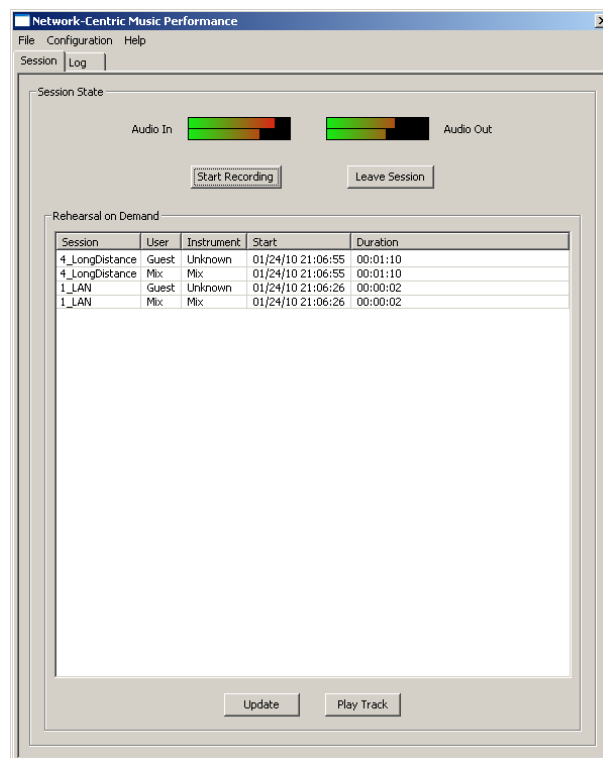 Network-Centric Music Performance
File Configuration Help
Session Log
Session State
Audio In Audio Out
Start Recording Leave Session
Rehearsal on Demand
Session User Instrument Start Duration
4_LongDistance Guest Unknown 01/24/10 21:06:55 00:01:10
4_LongDistance Mix Mix 01/24/10 21:06:55 00:01:10
1_LAN Guest Unknown 01/24/10 21:06:26 00:00:02
1_LAN Mix Mix 01/24/10 21:06:26 00:00:02
Update Play Track